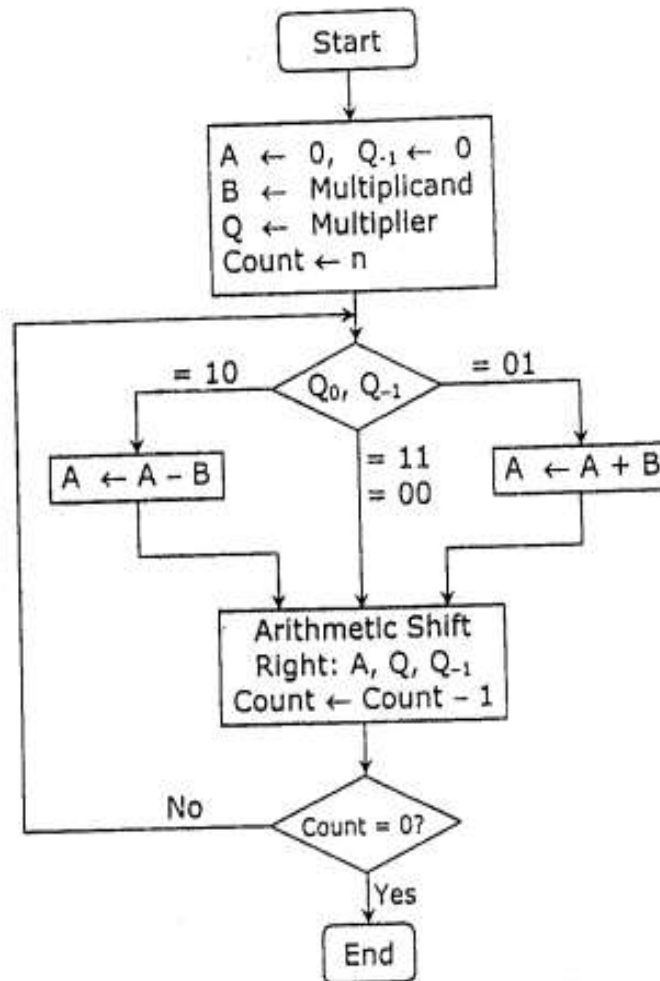 Start
A ← 0, Q₋₁ ← 0
B ← Multiplicand
Q ← Multiplier
Count ← n
= 10
Q₀, Q₋₁
= 01
A ← A – B
= 11
= 00
A ← A + B
Arithmetic Shift
Right: A, Q, Q₋₁
Count ← Count – 1
No
Count = 0?
Yes
End